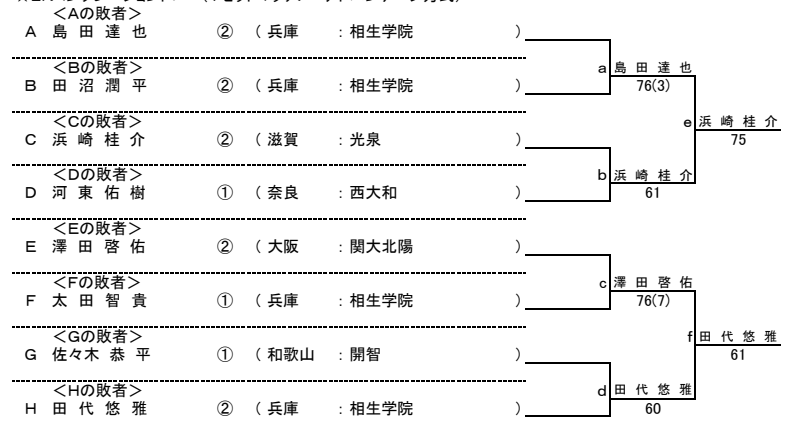 <Aの敗者>
A 島 田 達 也 ② ( 兵庫 : 相生学院 )
<Bの敗者>
B 田 沼 潤 平 ② ( 兵庫 : 相生学院 )
<Cの敗者>
C 浜 崎 桂 介 ② ( 滋賀 : 光泉 )
<Dの敗者>
D 河 東 佑 樹 ① ( 奈良 : 西大和 )
<Eの敗者>
E 澤 田 啓 佑 ② ( 大阪 : 関大北陽 )
<Fの敗者>
F 太 田 智 貴 ① ( 兵庫 : 相生学院 )
<Gの敗者>
G 佐々木 恭 平 ① ( 和歌山 : 開智 )
<Hの敗者>
H 田 代 悠 雅 ② ( 兵庫 : 相生学院 )
a 島 田 達 也
76(3)
b 浜 崎 桂 介
61
c 澤 田 啓 佑
76(7)
d 田 代 悠 雅
60
e 浜 崎 桂 介
75
f 田 代 悠 雅
61